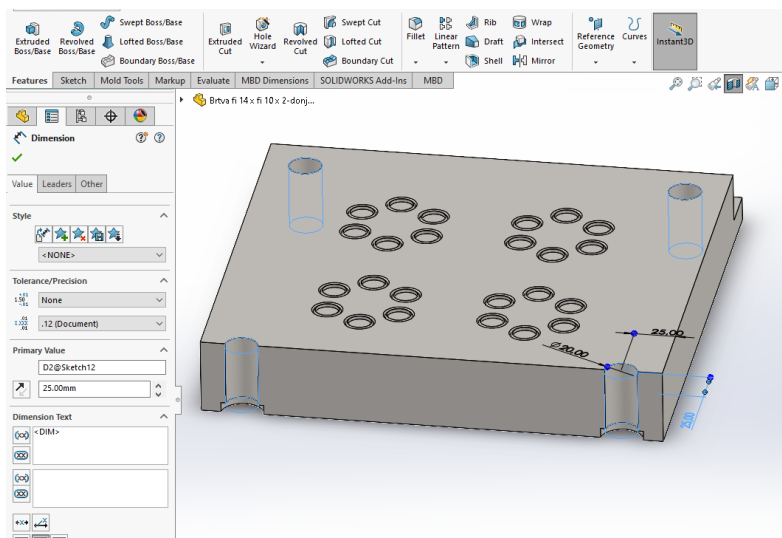 Extruded Boss/Base
Revolved Boss/Base
Swept Boss/Base
Lofted Boss/Base
Boundary Boss/Base
Extruded Cut
Hole Wizard
Revolved Cut
Swept Cut
Lofted Cut
Boundary Cut
Fillet
Linear Pattern
Rib
Draft
Shell
Wrap
Intersect
Mirror
Reference Geometry
Curves
Instant3D
Features Sketch Mold Tools Markup Evaluate MBD Dimensions SOLIDWORKS Add-Ins MBD
Brtva fi 14 x fi 10 x 2-donj...
Dimension
Value Leaders Other
Style
<NONE>
Tolerance/Precision
None
.12 (Document)
Primary Value
D2@Sketch12
25.00mm
Dimension Text
<DIM>
25.00
Ø20.00
25.00